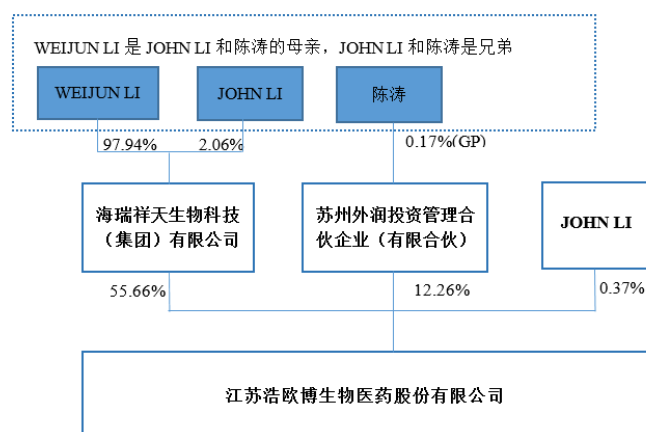 WEIJUN LI 是 JOHN LI 和陈涛的母亲，JOHN LI 和陈涛是兄弟
WEIJUN LI
JOHN LI
陈涛
97.94%
2.06%
0.17%(GP)
海瑞祥天生物科技
（集团）有限公司
苏州外润投资管理合
伙企业（有限合伙）
JOHN LI
55.66%
12.26%
0.37%
江苏浩欧博生物医药股份有限公司